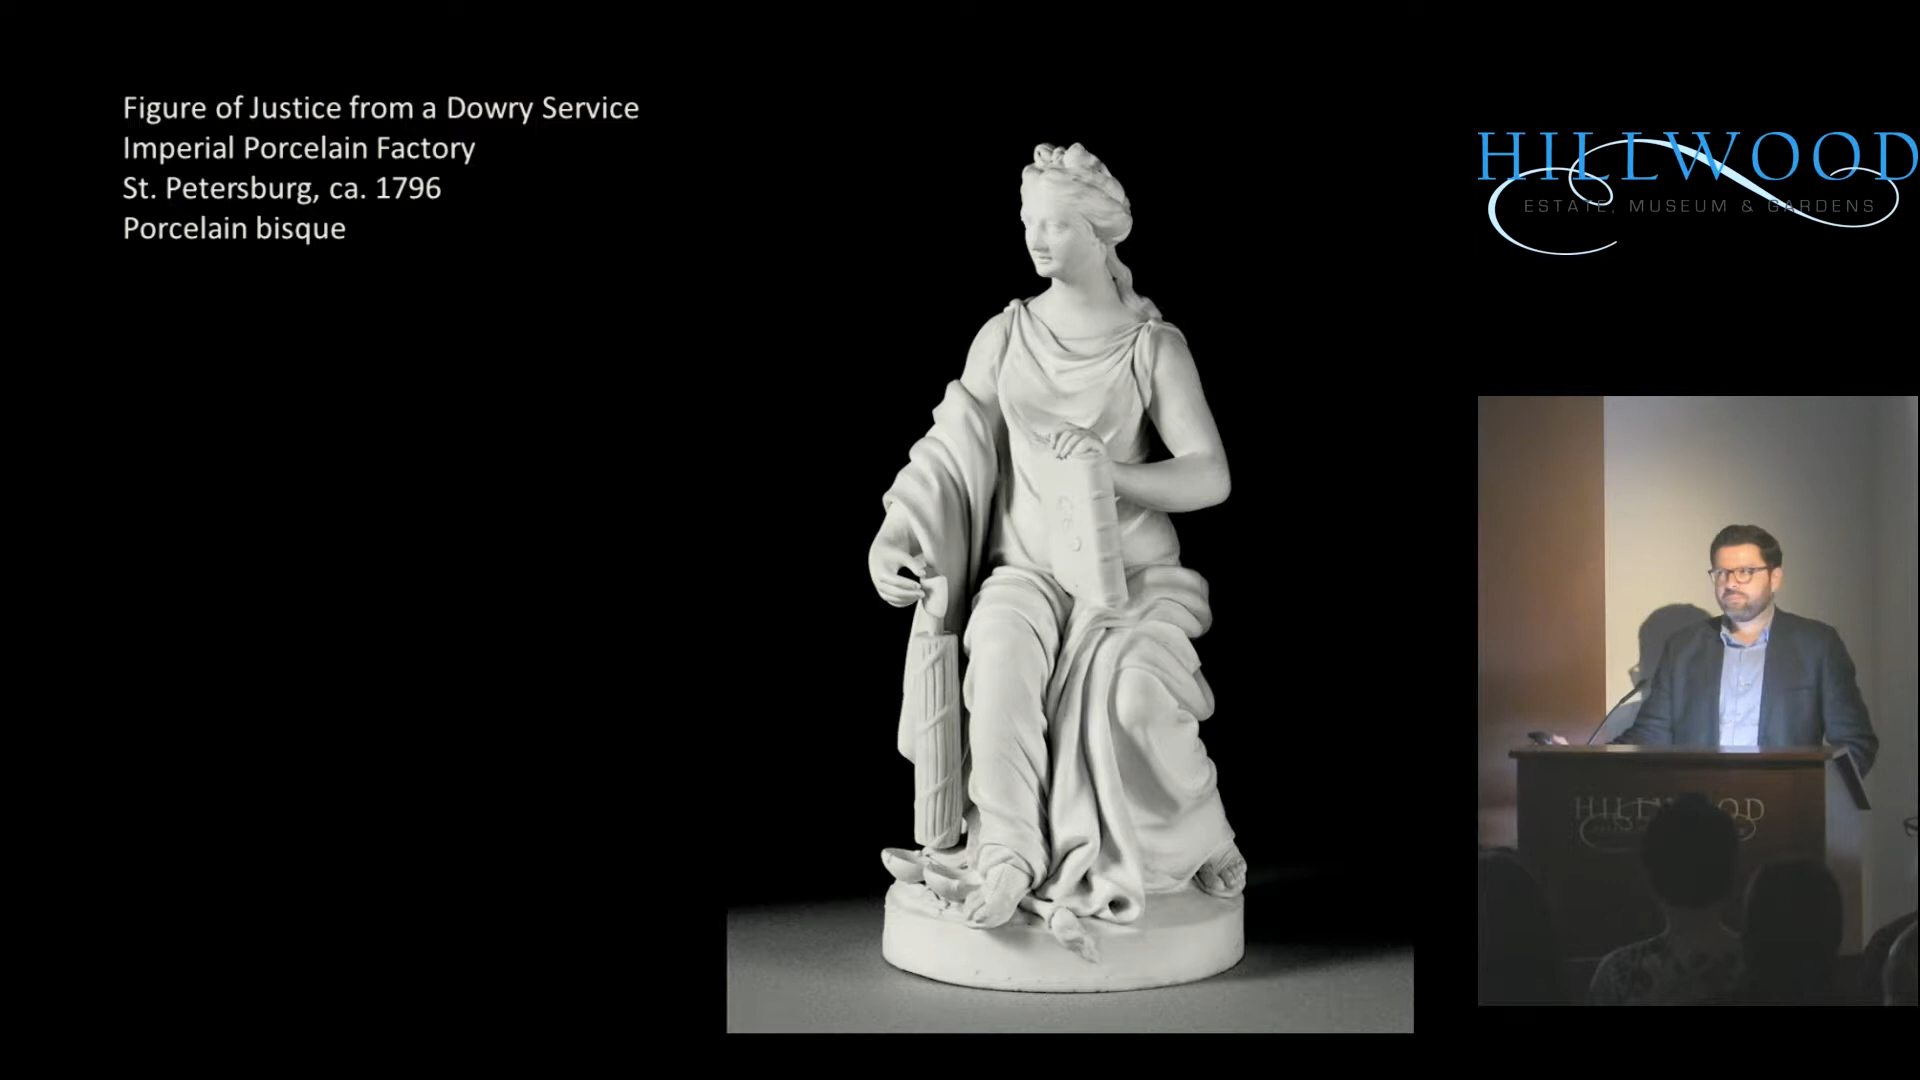 Figure of Justice from a Dowry Service
Imperial Porcelain Factory
St. Petersburg, ca. 1796
Porcelain bisque
HILLWOOD
ESTATE, MUSEUM & GARDENS
HILLWOOD